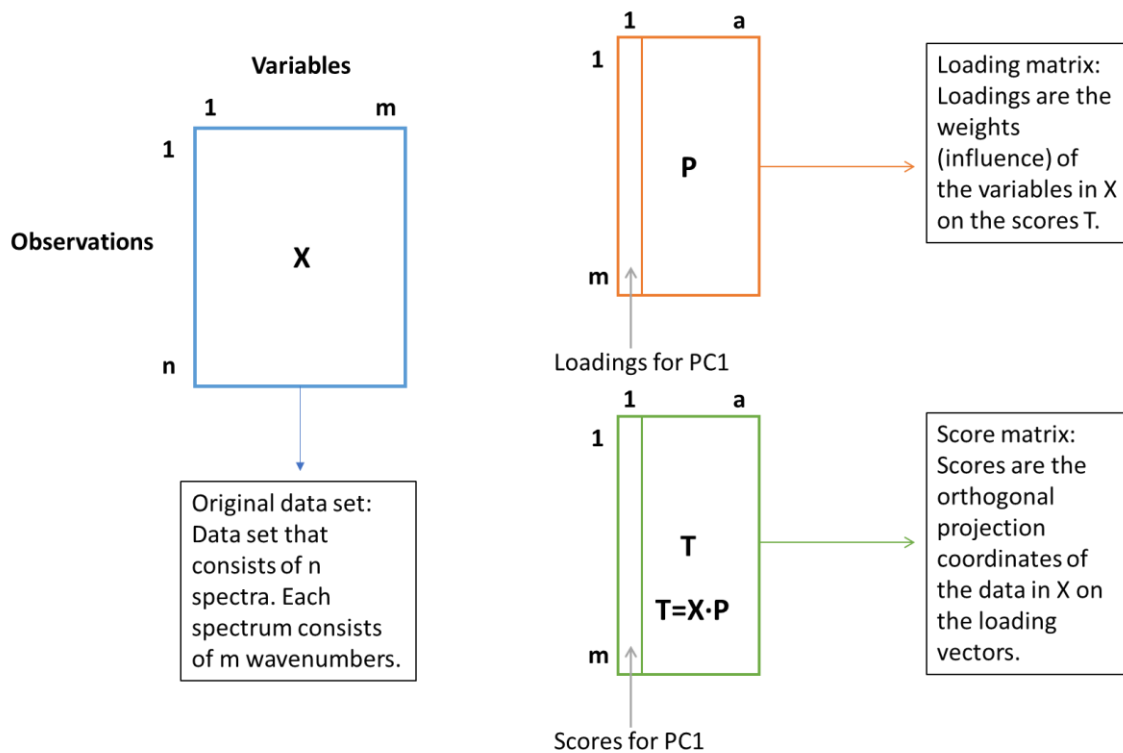 Variables
1 m
1
Observations
X
n
Original data set:
Data set that
consists of n
spectra. Each
spectrum consists
of m wavenumbers.
1 a
1
P
m
Loadings for PC1
Loading matrix:
Loadings are the
weights
(influence) of
the variables in X
on the scores T.
1 a
1
T
T=X·P
m
Scores for PC1
Score matrix:
Scores are the
orthogonal
projection
coordinates of
the data in X on
the loading
vectors.